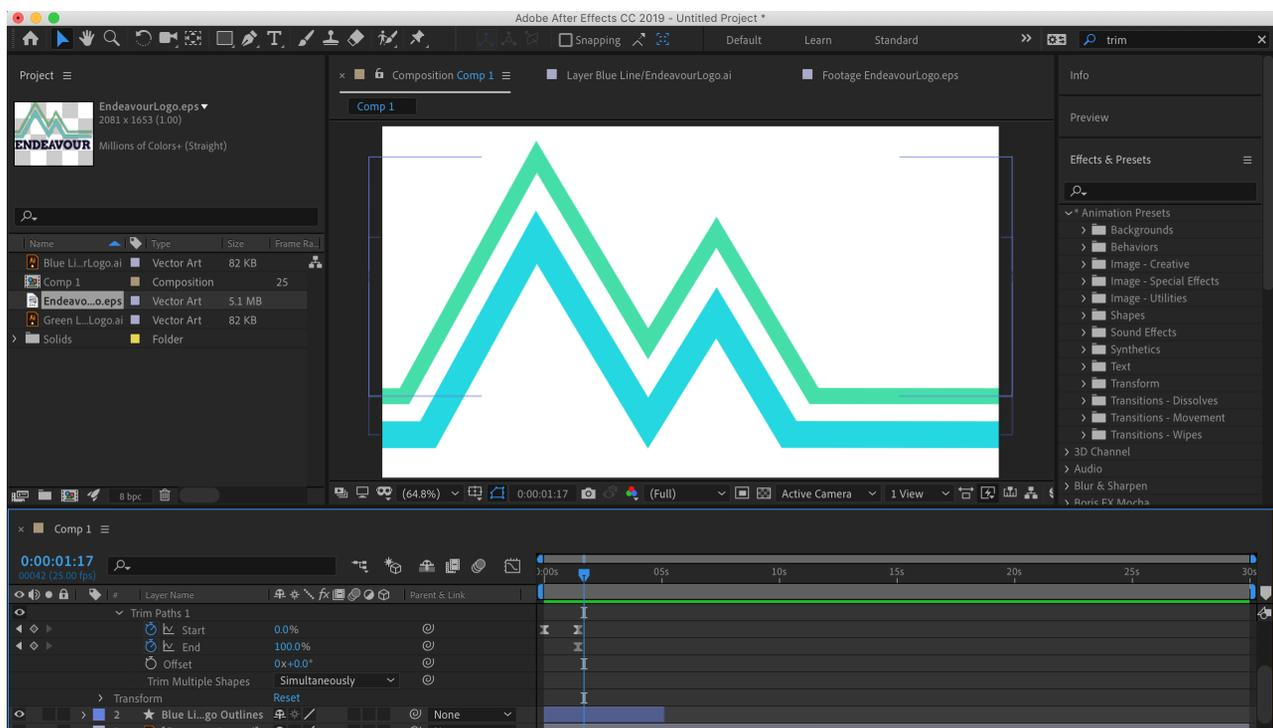 Adobe After Effects CC 2019 - Untitled Project *
Snapping
Default
Learn
Standard
trim
Project
EndeavourLogo.eps
2081 x 1653 (1.00)
Millions of Colors+ (Straight)
ENDEAVOUR
Name
Type
Size
Frame Ra..
Blue Li...rLogo.ai Vector Art 82 KB
Comp 1 Composition 25
Endeavo...o.eps Vector Art 5.1 MB
Green L...Logo.ai Vector Art 82 KB
Solids Folder
8 bpc
Composition Comp 1
Layer Blue Line/EndeavourLogo.ai
Footage EndeavourLogo.eps
Comp 1
(64.8%)
0:00:01:17
(Full)
Active Camera
1 View
Info
Preview
Effects & Presets
* Animation Presets
Backgrounds
Behaviors
Image - Creative
Image - Special Effects
Image - Utilities
Shapes
Sound Effects
Synthetics
Text
Transform
Transitions - Dissolves
Transitions - Movement
Transitions - Wipes
3D Channel
Audio
Blur & Sharpen
Boris FX Mocha
Comp 1
0:00:01:17
00042 (25.00 fps)
# Layer Name
Parent & Link
):00s 05s 10s 15s 20s 25s 30s
Trim Paths 1
Start 0.0%
End 100.0%
Offset 0x+0.0°
Trim Multiple Shapes Simultaneously
Transform Reset
2 Blue Li...go Outlines None